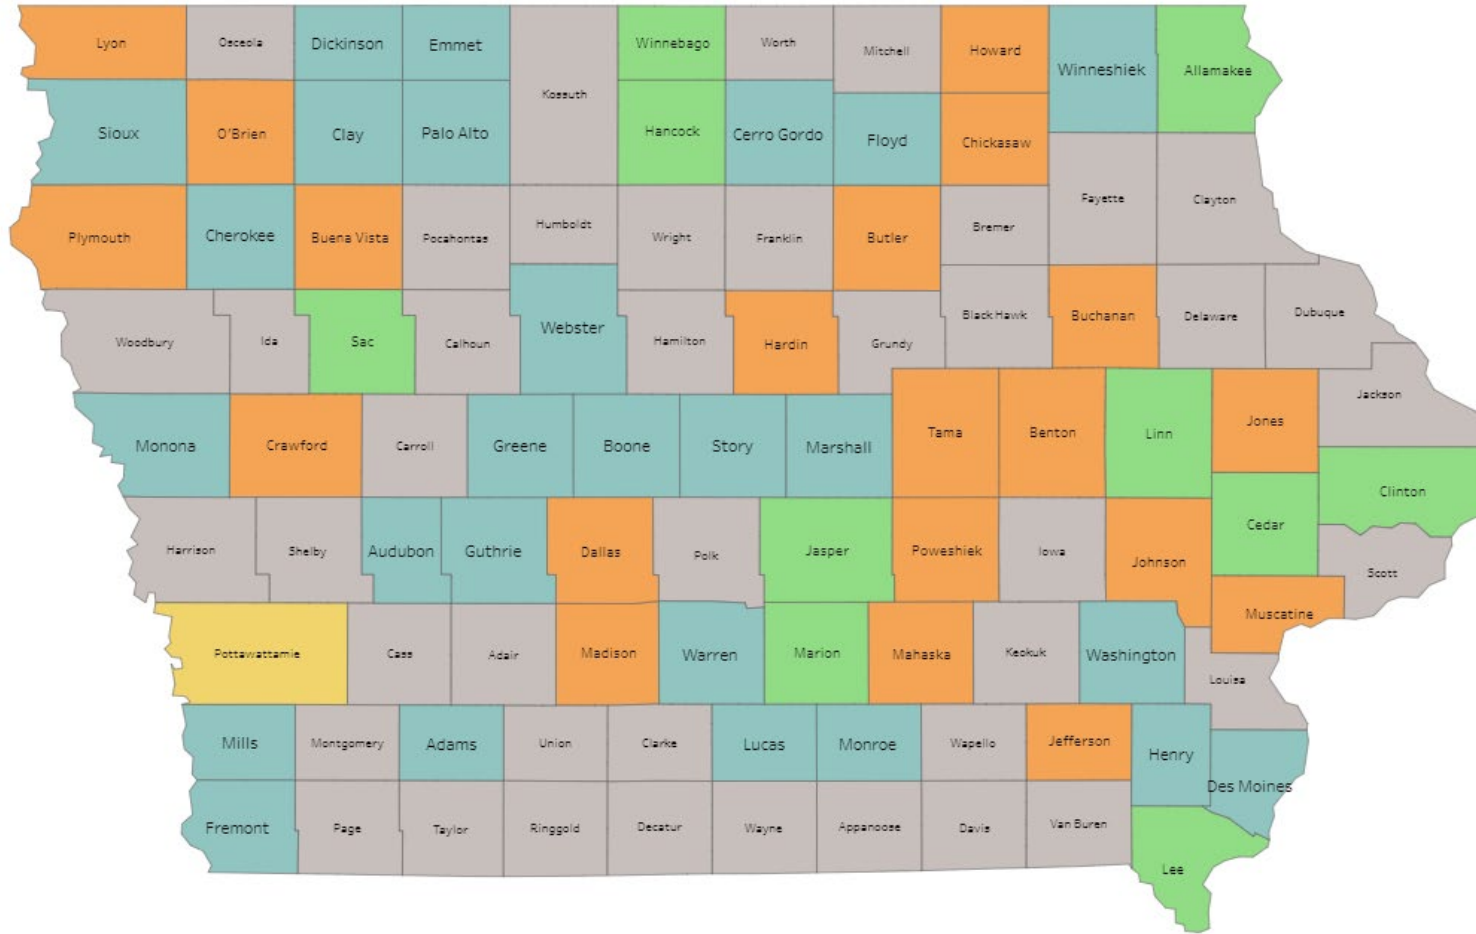 Lyon
Osceola
Dickinson
Emmet
Kossuth
Winnebago
Worth
Mitchell
Howard
Winneshiek
Allamakee
Sioux
O'Brien
Clay
Palo Alto
Hancock
Cerro Gordo
Floyd
Chickasaw
Fayette
Clayton
Plymouth
Cherokee
Buena Vista
Pocahontas
Humboldt
Wright
Franklin
Butler
Bremer
Woodbury
Ida
Sac
Calhoun
Webster
Hamilton
Hardin
Grundy
Black Hawk
Buchanan
Delaware
Dubuque
Jackson
Monona
Crawford
Carroll
Greene
Boone
Story
Marshall
Tama
Benton
Linn
Jones
Clinton
Cedar
Harrison
Shelby
Audubon
Guthrie
Dallas
Polk
Jasper
Poweshiek
Iowa
Johnson
Scott
Muscatine
Pottawattamie
Cass
Adair
Madison
Warren
Marion
Mahaska
Keokuk
Washington
Louisa
Mills
Montgomery
Adams
Union
Clarke
Lucas
Monroe
Wapello
Jefferson
Henry
Des Moines
Fremont
Page
Taylor
Ringgold
Decatur
Wayne
Appanoose
Davis
Van Buren
Lee